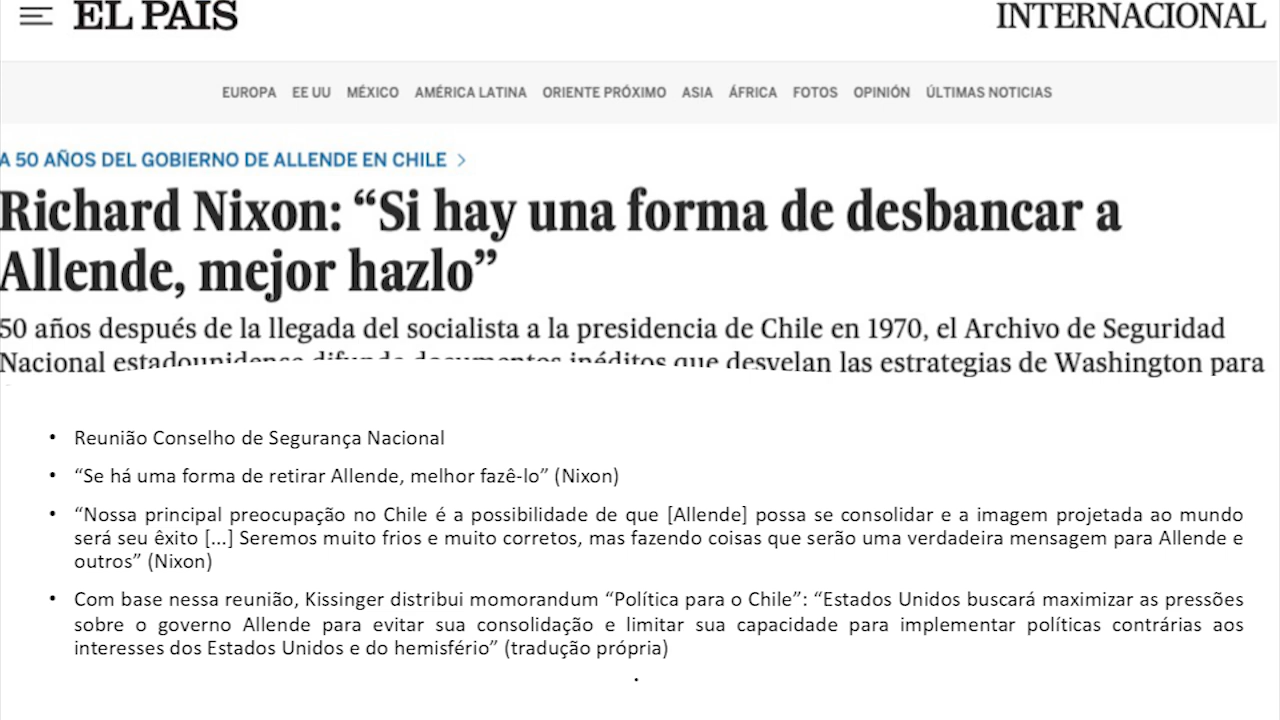 EL PAIS
INTERNACIONAL
EUROPA EE UU MÉXICO AMÉRICA LATINA ORIENTE PRÓXIMO ASIA ÁFRICA FOTOS OPINIÓN ÚLTIMAS NOTICIAS
A 50 AÑOS DEL GOBIERNO DE ALLENDE EN CHILE >
Richard Nixon: “Si hay una forma de desbancar a
Allende, mejor hazlo”
50 años después de la llegada del socialista a la presidencia de Chile en 1970, el Archivo de Seguridad
Nacional estadounidense difunde documentos inéditos que desvelan las estrategias de Washington para
• Reunião Conselho de Segurança Nacional
• “Se há uma forma de retirar Allende, melhor fazê-lo” (Nixon)
• “Nossa principal preocupação no Chile é a possibilidade de que [Allende] possa se consolidar e a imagem projetada ao mundo
será seu êxito [...] Seremos muito frios e muito corretos, mas fazendo coisas que serão uma verdadeira mensagem para Allende e
outros” (Nixon)
• Com base nessa reunião, Kissinger distribui momorandum “Política para o Chile”: “Estados Unidos buscará maximizar as pressões
sobre o governo Allende para evitar sua consolidação e limitar sua capacidade para implementar políticas contrárias aos
interesses dos Estados Unidos e do hemisfério” (tradução própria)
.